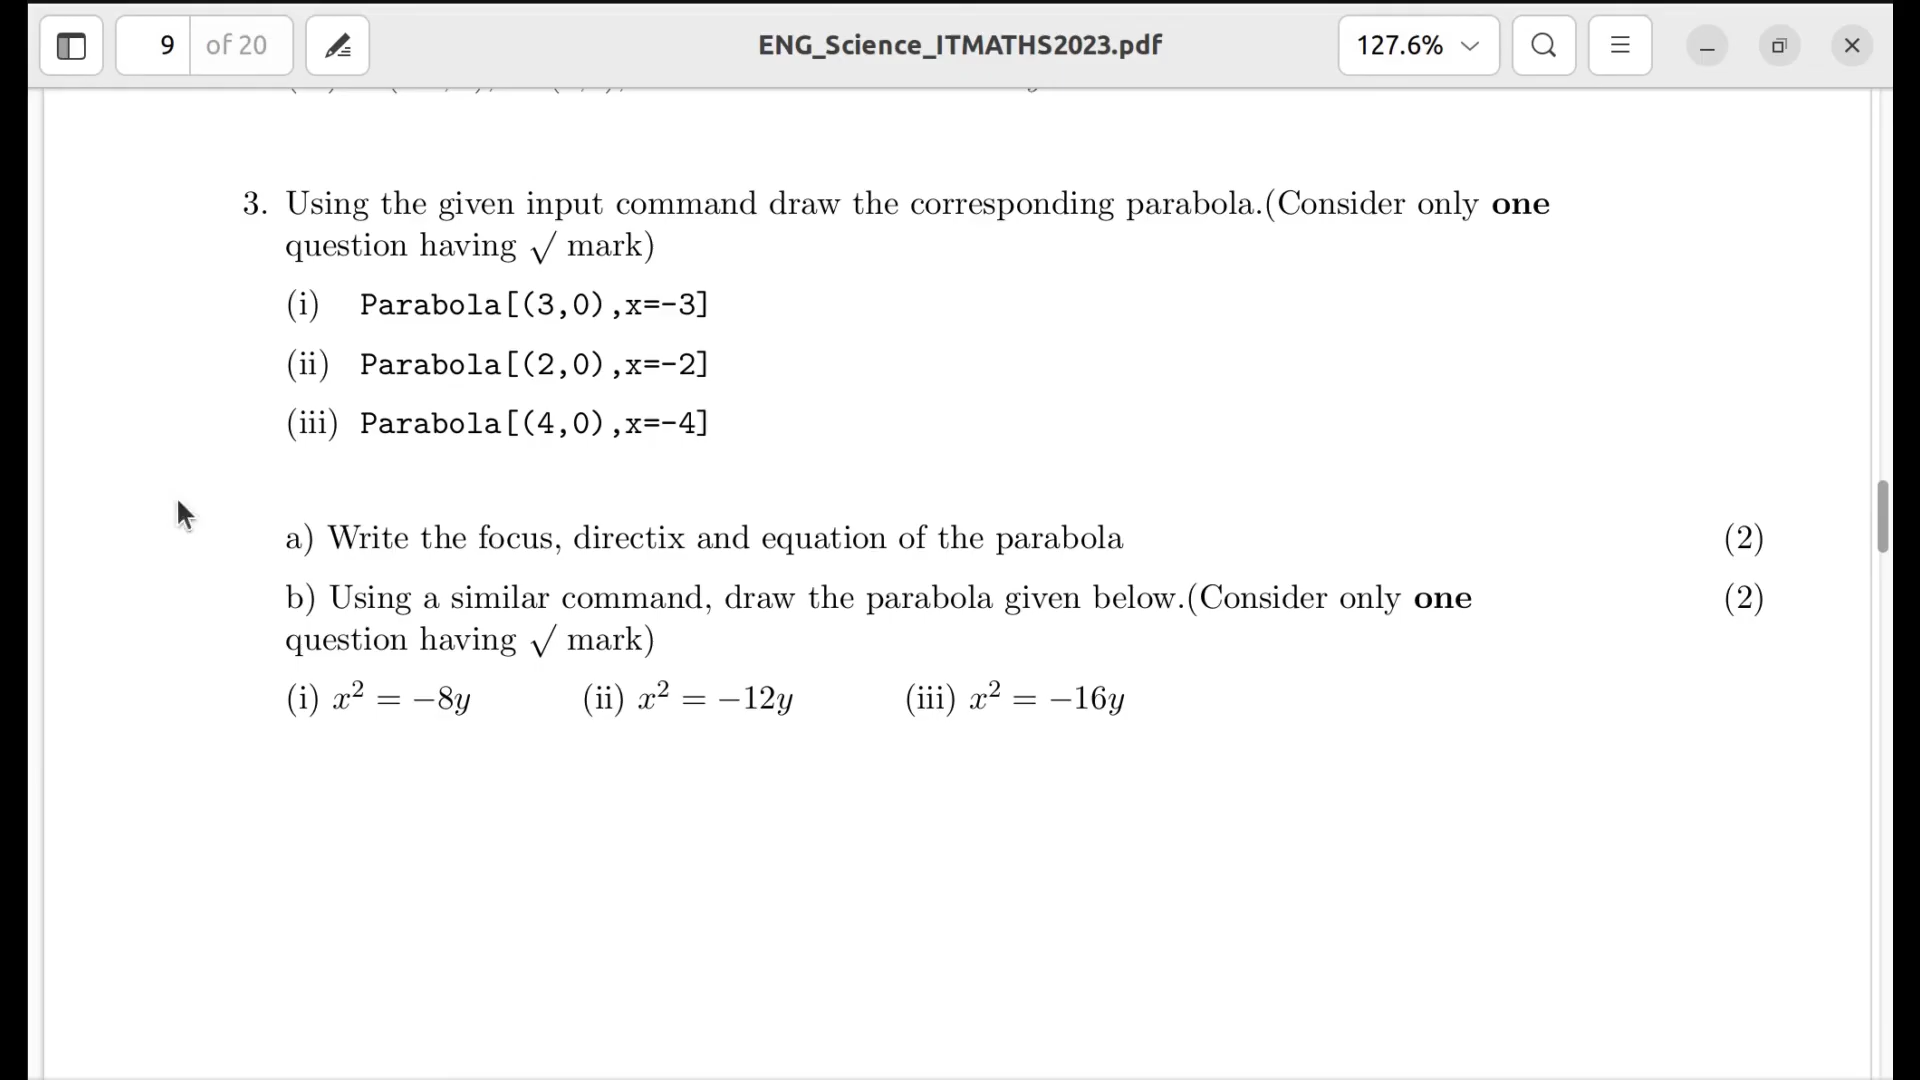 9 of 20 ENG_Science_ITMATHS2023.pdf 127.6%
3. Using the given input command draw the corresponding parabola.(Consider only one
question having √ mark)
(i) Parabola[(3,0),x=-3]
(ii) Parabola[(2,0),x=-2]
(iii) Parabola[(4,0),x=-4]
a) Write the focus, directix and equation of the parabola (2)
b) Using a similar command, draw the parabola given below.(Consider only one (2)
question having √ mark)
(i) x² = −8y (ii) x² = −12y (iii) x² = −16y